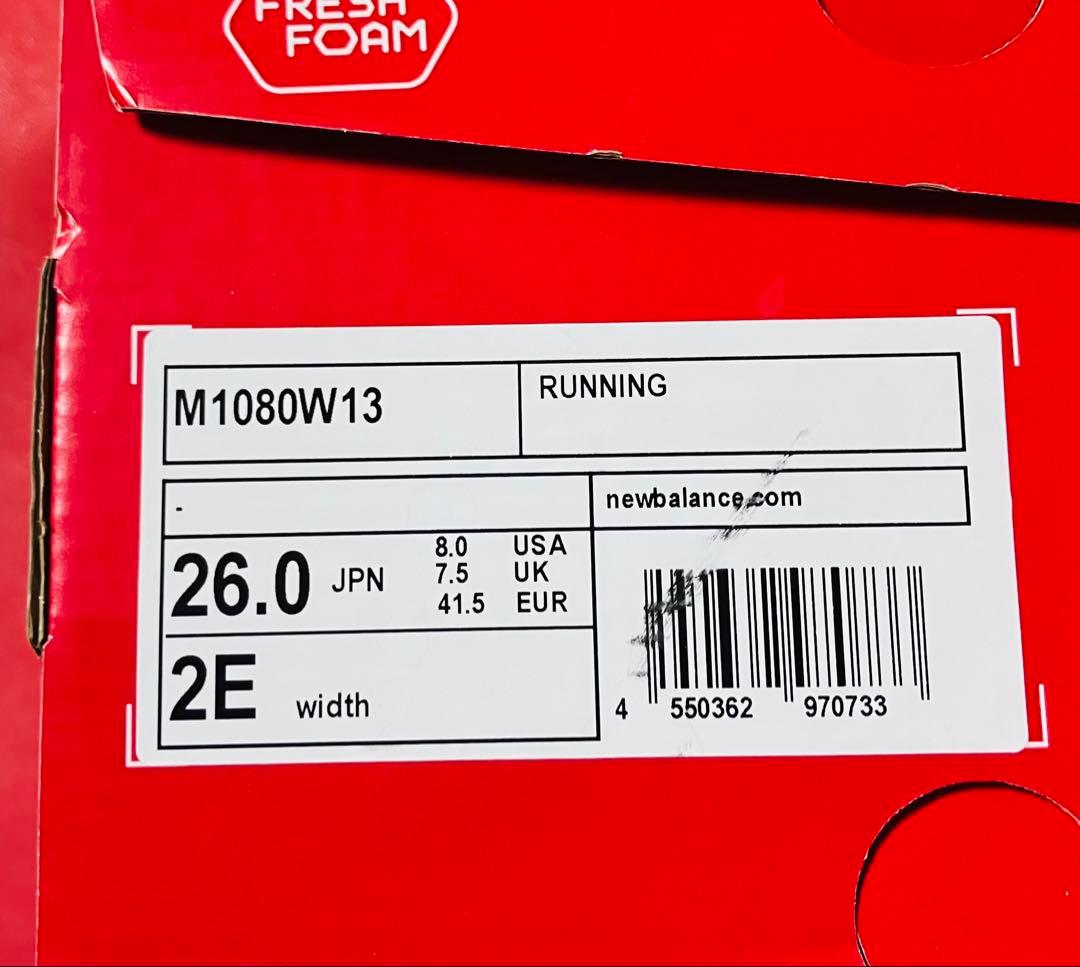 FRESH
FOAM
M1080W13
RUNNING
-
newbalance.com
26.0 JPN
8.0 USA
7.5 UK
41.5 EUR
2E width
4 550362 970733